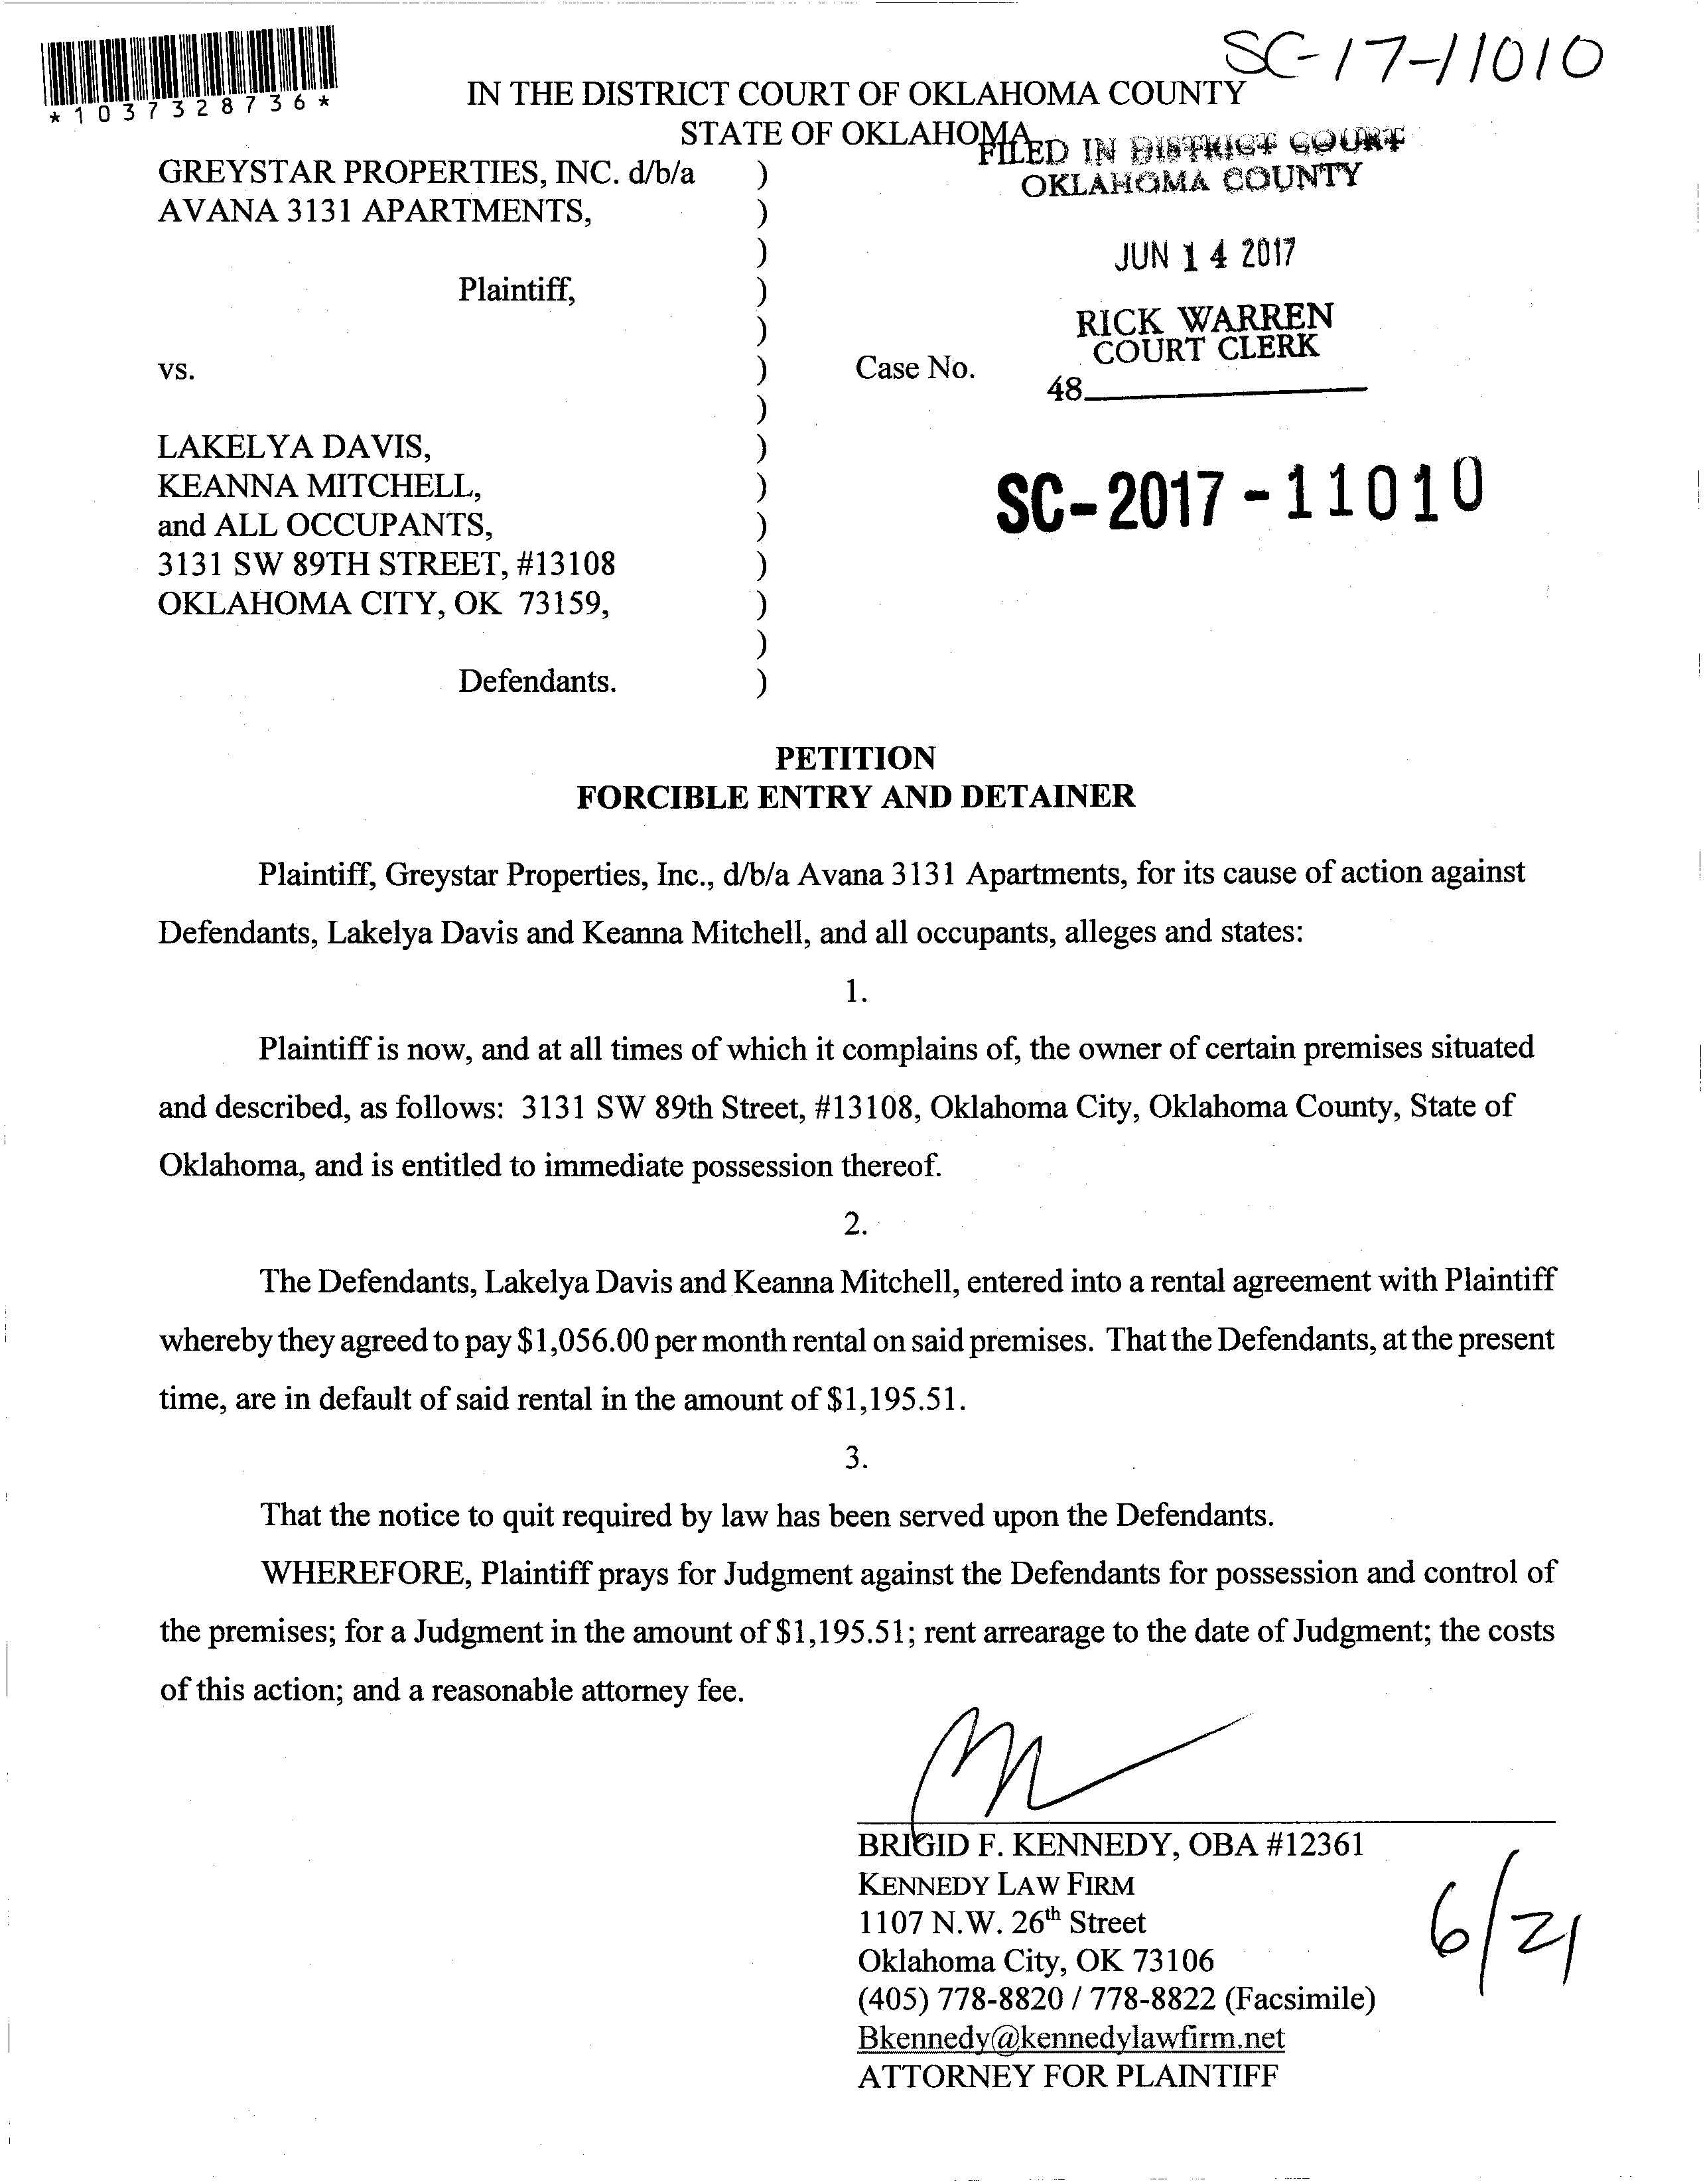 SC-17-11010
*1037328736*
IN THE DISTRICT COURT OF OKLAHOMA COUNTY
STATE OF OKLAHOMA
FILED IN DISTRICT COURT
OKLAHOMA COUNTY
JUN 14 2017
RICK WARREN
COURT CLERK
48
GREYSTAR PROPERTIES, INC. d/b/a )
AVANA 3131 APARTMENTS, )
)
Plaintiff, )
)
vs. ) Case No.
)
LAKELYA DAVIS, )
KEANNA MITCHELL, ) SC-2017-11010
and ALL OCCUPANTS, )
3131 SW 89TH STREET, #13108 )
OKLAHOMA CITY, OK 73159, )
)
Defendants. )
PETITION
FORCIBLE ENTRY AND DETAINER
Plaintiff, Greystar Properties, Inc., d/b/a Avana 3131 Apartments, for its cause of action against
Defendants, Lakelya Davis and Keanna Mitchell, and all occupants, alleges and states:
1.
Plaintiff is now, and at all times of which it complains of, the owner of certain premises situated
and described, as follows: 3131 SW 89th Street, #13108, Oklahoma City, Oklahoma County, State of
Oklahoma, and is entitled to immediate possession thereof.
2.
The Defendants, Lakelya Davis and Keanna Mitchell, entered into a rental agreement with Plaintiff
whereby they agreed to pay $1,056.00 per month rental on said premises. That the Defendants, at the present
time, are in default of said rental in the amount of $1,195.51.
3.
That the notice to quit required by law has been served upon the Defendants.
WHEREFORE, Plaintiff prays for Judgment against the Defendants for possession and control of
the premises; for a Judgment in the amount of $1,195.51; rent arrearage to the date of Judgment; the costs
of this action; and a reasonable attorney fee.
BRIGID F. KENNEDY, OBA #12361
KENNEDY LAW FIRM
1107 N.W. 26th Street
Oklahoma City, OK 73106
(405) 778-8820 / 778-8822 (Facsimile)
Bkennedy@kennedylawfirm.net
ATTORNEY FOR PLAINTIFF
6/21